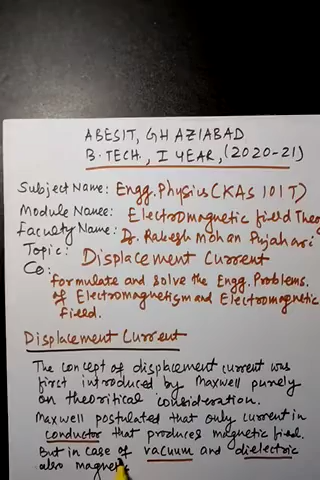 ABESIT, GHAZIABAD
B.TECH, I YEAR, (2020-21)
Subject Name: Engg. Physics (KAS 101T)
Module Namee: Electromagnetic field Theo
Faculty Name: Dr. Rakesh Mohan Pujahari
Topic: Displacement Current
Co: formulate and solve the Engg. Problems
of Electromagnetism and Electromagnetic
field.
Displacement Current
The concept of displacement current was
first introduced by Maxwell purely
on theoritical consideration.
Maxwell postulated that only current in
conductor that produces magnetic field.
But in case of vacuum and dielectric
also magnetic